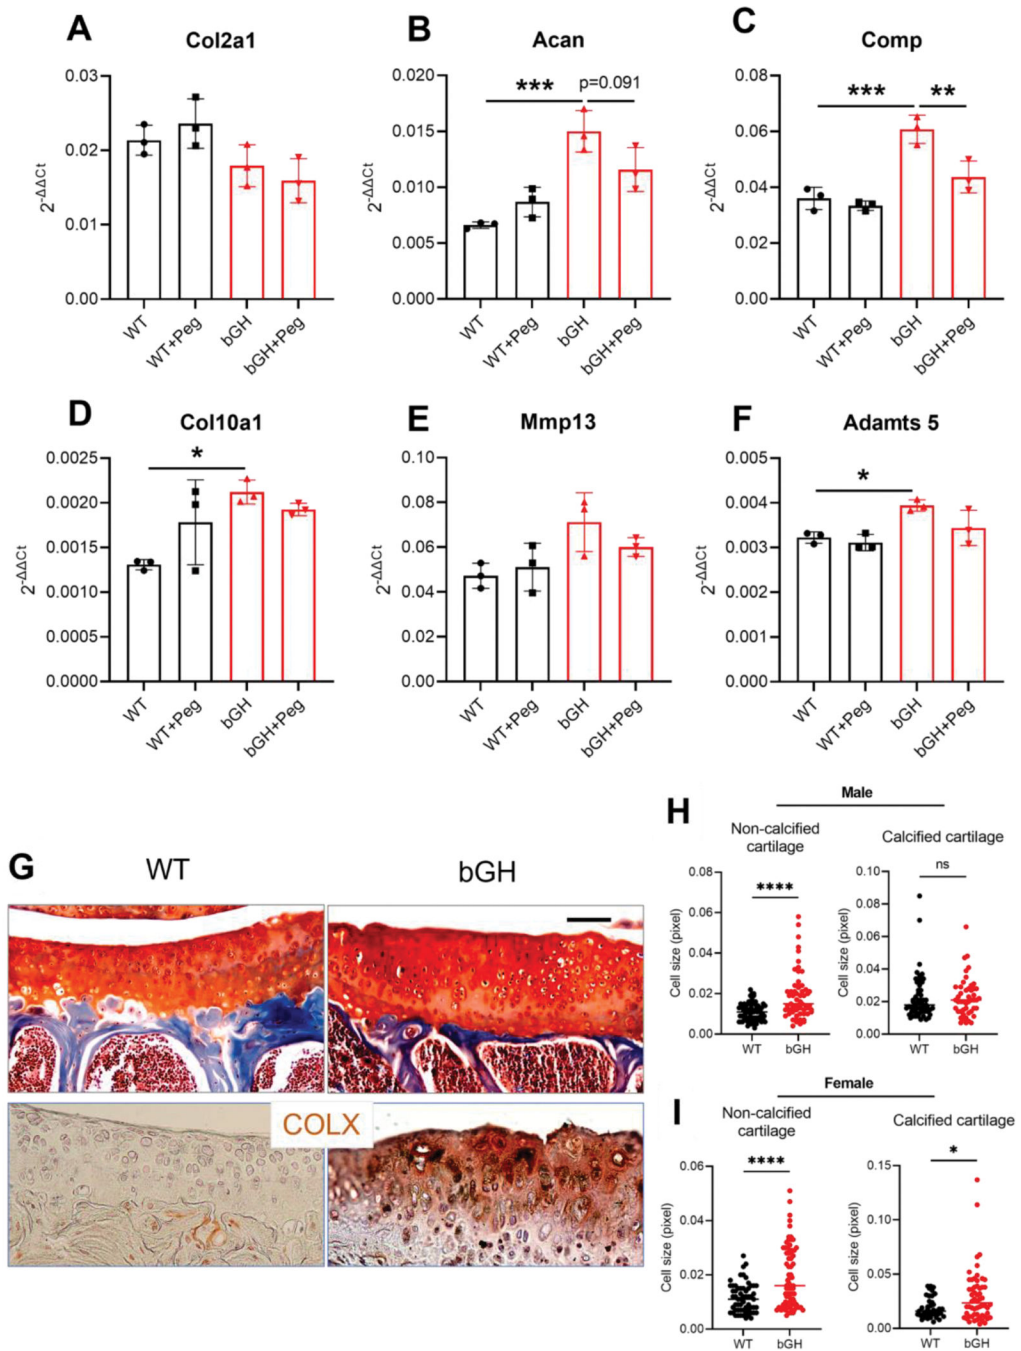 A
Col2a1
2-ΔΔCt
0.03
0.02
0.01
0.00
WT
WT+Peg
bGH
bGH+Peg
B
Acan
***
p=0.091
2-ΔΔCt
0.020
0.015
0.010
0.005
0.000
WT
WT+Peg
bGH
bGH+Peg
C
Comp
***
**
2-ΔΔCt
0.08
0.06
0.04
0.02
0.00
WT
WT+Peg
bGH
bGH+Peg
D
Col10a1
*
2-ΔΔCt
0.0025
0.0020
0.0015
0.0010
0.0005
0.0000
WT
WT+Peg
bGH
bGH+Peg
E
Mmp13
2-ΔΔCt
0.10
0.08
0.06
0.04
0.02
0.00
WT
WT+Peg
bGH
bGH+Peg
F
Adamts 5
*
2-ΔΔCt
0.005
0.004
0.003
0.002
0.001
0.000
WT
WT+Peg
bGH
bGH+Peg
G
WT
bGH
COLX
H
Male
Non-calcified
cartilage
****
Cell size (pixel)
0.08
0.06
0.04
0.02
0.00
WT
bGH
Calcified cartilage
ns
Cell size (pixel)
0.10
0.08
0.06
0.04
0.02
0.00
WT
bGH
I
Female
Non-calcified
cartilage
****
Cell size (pixel)
0.06
0.04
0.02
0.00
WT
bGH
Calcified cartilage
*
Cell size (pixel)
0.15
0.10
0.05
0.00
WT
bGH